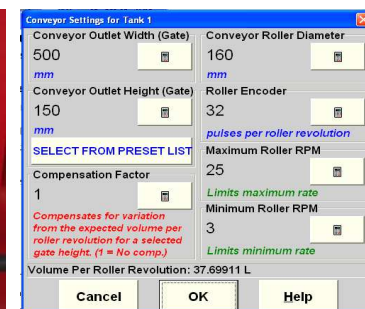 Conveyor Settings for Tank 1
Conveyor Outlet Width (Gate)
500
mm
Conveyor Outlet Height (Gate)
150
mm
SELECT FROM PRESET LIST
Compensation Factor
1
Compensates for variation
from the expected volume per
roller revolution for a selected
gate height. (1 = No comp.)
Conveyor Roller Diameter
160
mm
Roller Encoder
32
pulses per roller revolution
Maximum Roller RPM
25
Limits maximum rate
Minimum Roller RPM
3
Limits minimum rate
Volume Per Roller Revolution: 37.69911 L
Cancel
OK
Help